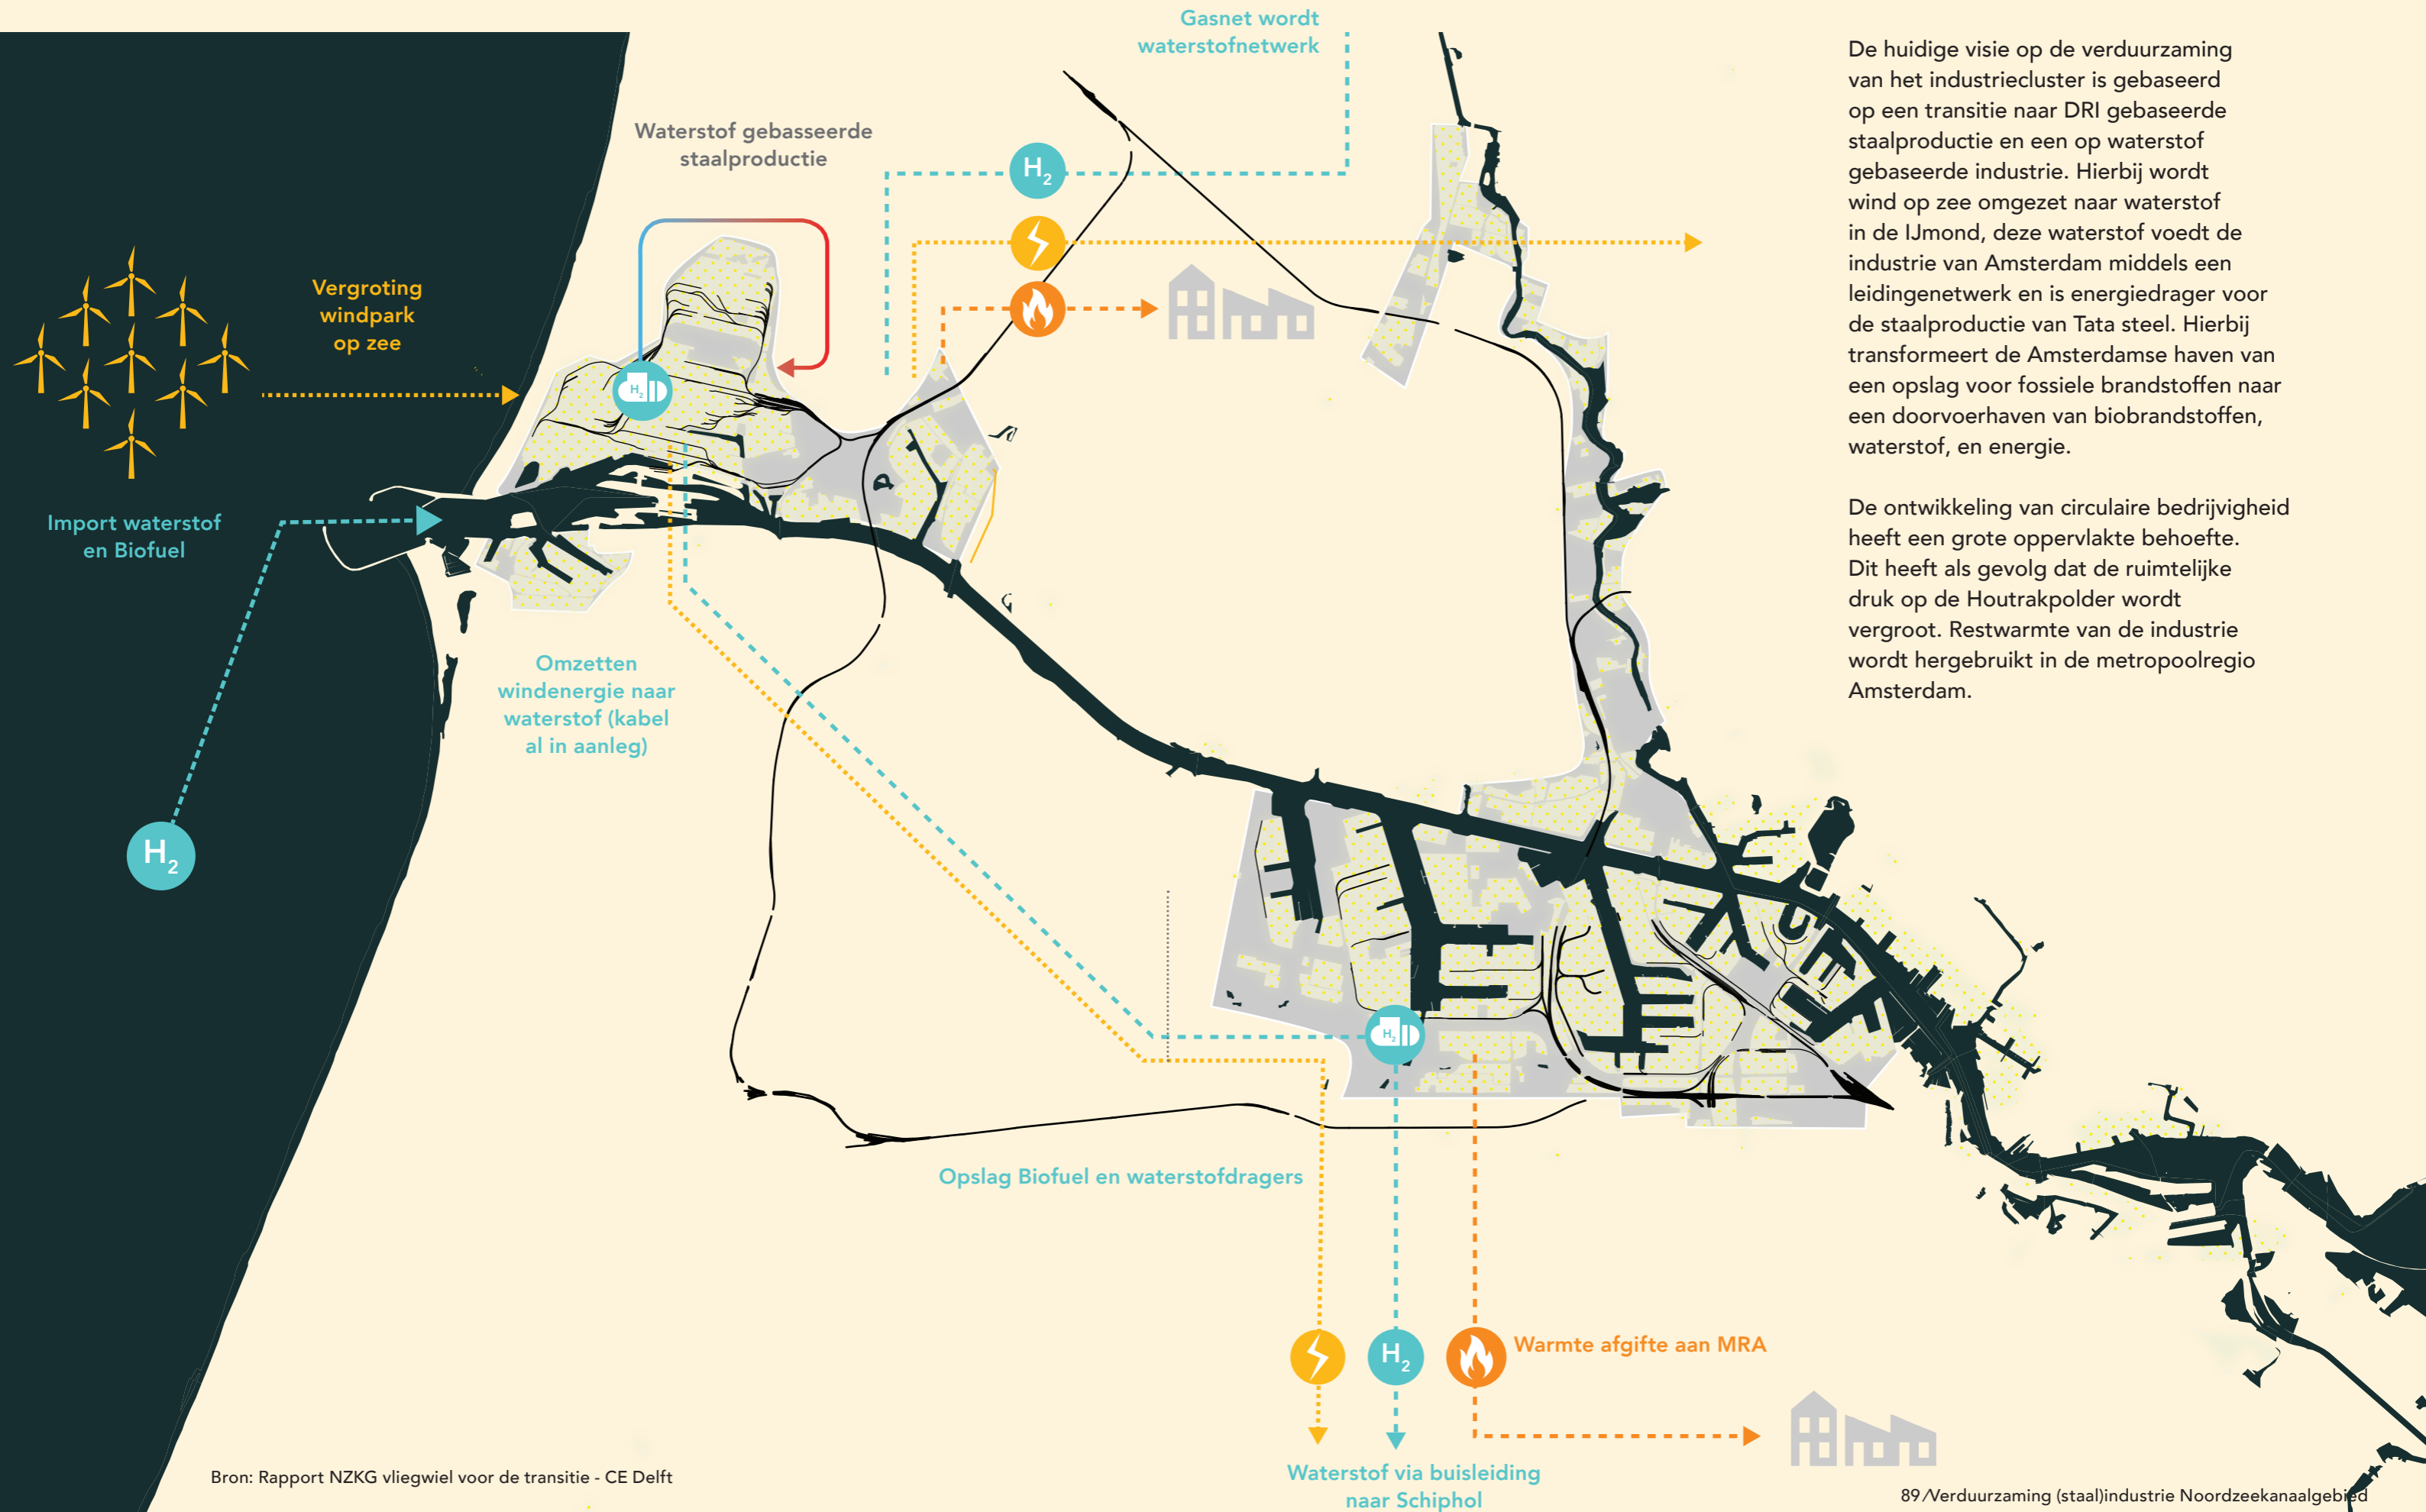 Gasnet wordt
waterstofnetwerk
Waterstof gebasseerde
staalproductie
H2
Vergroting
windpark
op zee
H2
Import waterstof
en Biofuel
Omzetten
windenergie naar
waterstof (kabel
al in aanleg)
H2
H2
Opslag Biofuel en waterstofdragers
H2
Warmte afgifte aan MRA
Waterstof via buisleiding
naar Schiphol
De huidige visie op de verduurzaming
van het industriecluster is gebaseerd
op een transitie naar DRI gebaseerde
staalproductie en een op waterstof
gebaseerde industrie. Hierbij wordt
wind op zee omgezet naar waterstof
in de IJmond, deze waterstof voedt de
industrie van Amsterdam middels een
leidingenetwerk en is energiedrager voor
de staalproductie van Tata steel. Hierbij
transformeert de Amsterdamse haven van
een opslag voor fossiele brandstoffen naar
een doorvoerhaven van biobrandstoffen,
waterstof, en energie.
De ontwikkeling van circulaire bedrijvigheid
heeft een grote oppervlakte behoefte.
Dit heeft als gevolg dat de ruimtelijke
druk op de Houtrakpolder wordt
vergroot. Restwarmte van de industrie
wordt hergebruikt in de metropoolregio
Amsterdam.
Bron: Rapport NZKG vliegwiel voor de transitie - CE Delft
89 /Verduurzaming (staal)industrie Noordzeekanaalgebied